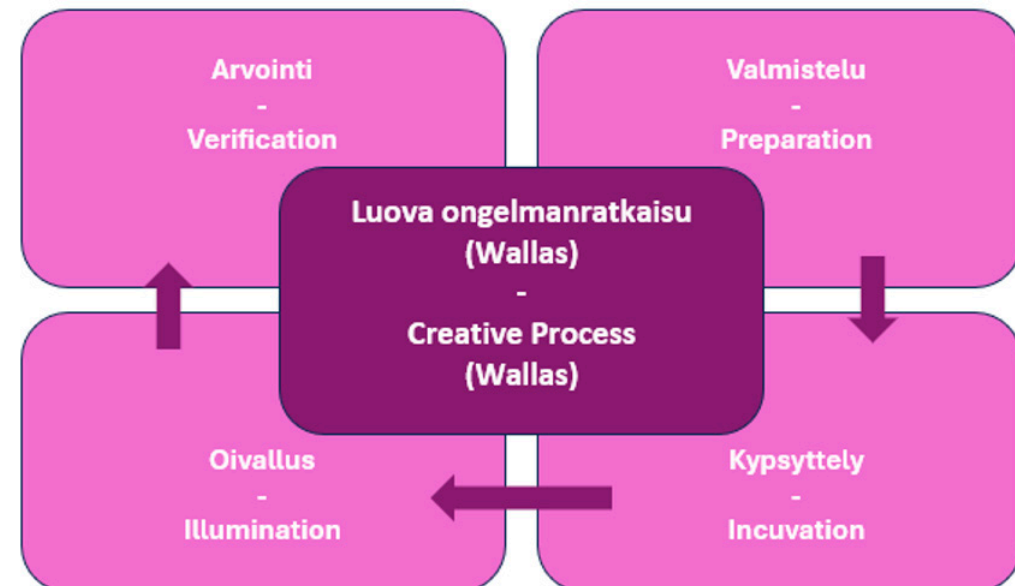 Arvointi
-
Verification
Valmistelu
-
Preparation
Luova ongelmanratkaisu
(Wallas)
-
Creative Process
(Wallas)
Oivallus
-
Illumination
Kypsyttely
-
Incuvation